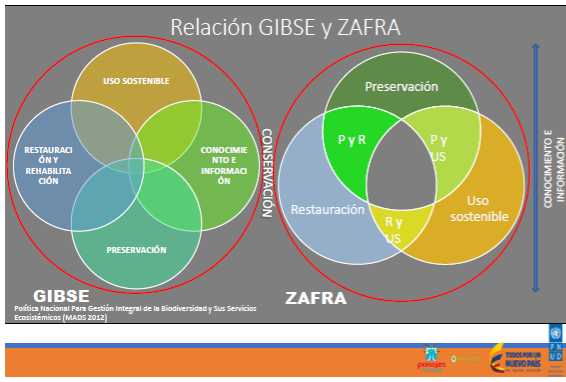 Relación GIBSE y ZAFRA
USO SOSTENIBLE
RESTAURACI
ÓN Y
REHABILITA
CIÓN
CONOCIMIE
NTO E
INFORMACI
ÓN
PRESERVACIÓN
CONSERVACIÓN
GIBSE
Política Nacional Para Gestión Integral de la Biodiversidad y Sus Servicios
Ecosistémicos (MADS 2012)
Preservación
P y R
P y
US
Restauración
Uso
sostenible
R y
US
ZAFRA
CONOCIMIENTO E
INFORMACIÓN
paisajes
TODOS POR UN
NUEVO PAÍS
P N
U D